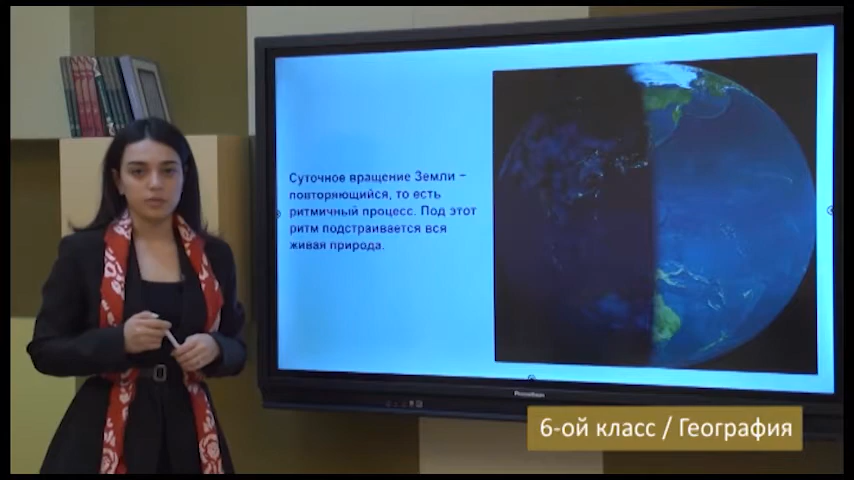 Суточное вращение Земли –
повторяющийся, то есть
ритмичный процесс. Под этот
ритм подстраивается вся
живая природа.
Promethean
6-ой класс / География